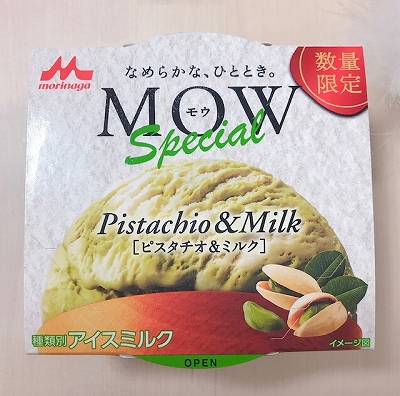 morinaga
なめらかな、ひととき。
数量
限定
MOW
モウ
Special
Pistachio&Milk
[ピスタチオ&ミルク]
種類別 アイスミルク
イメージ図
OPEN